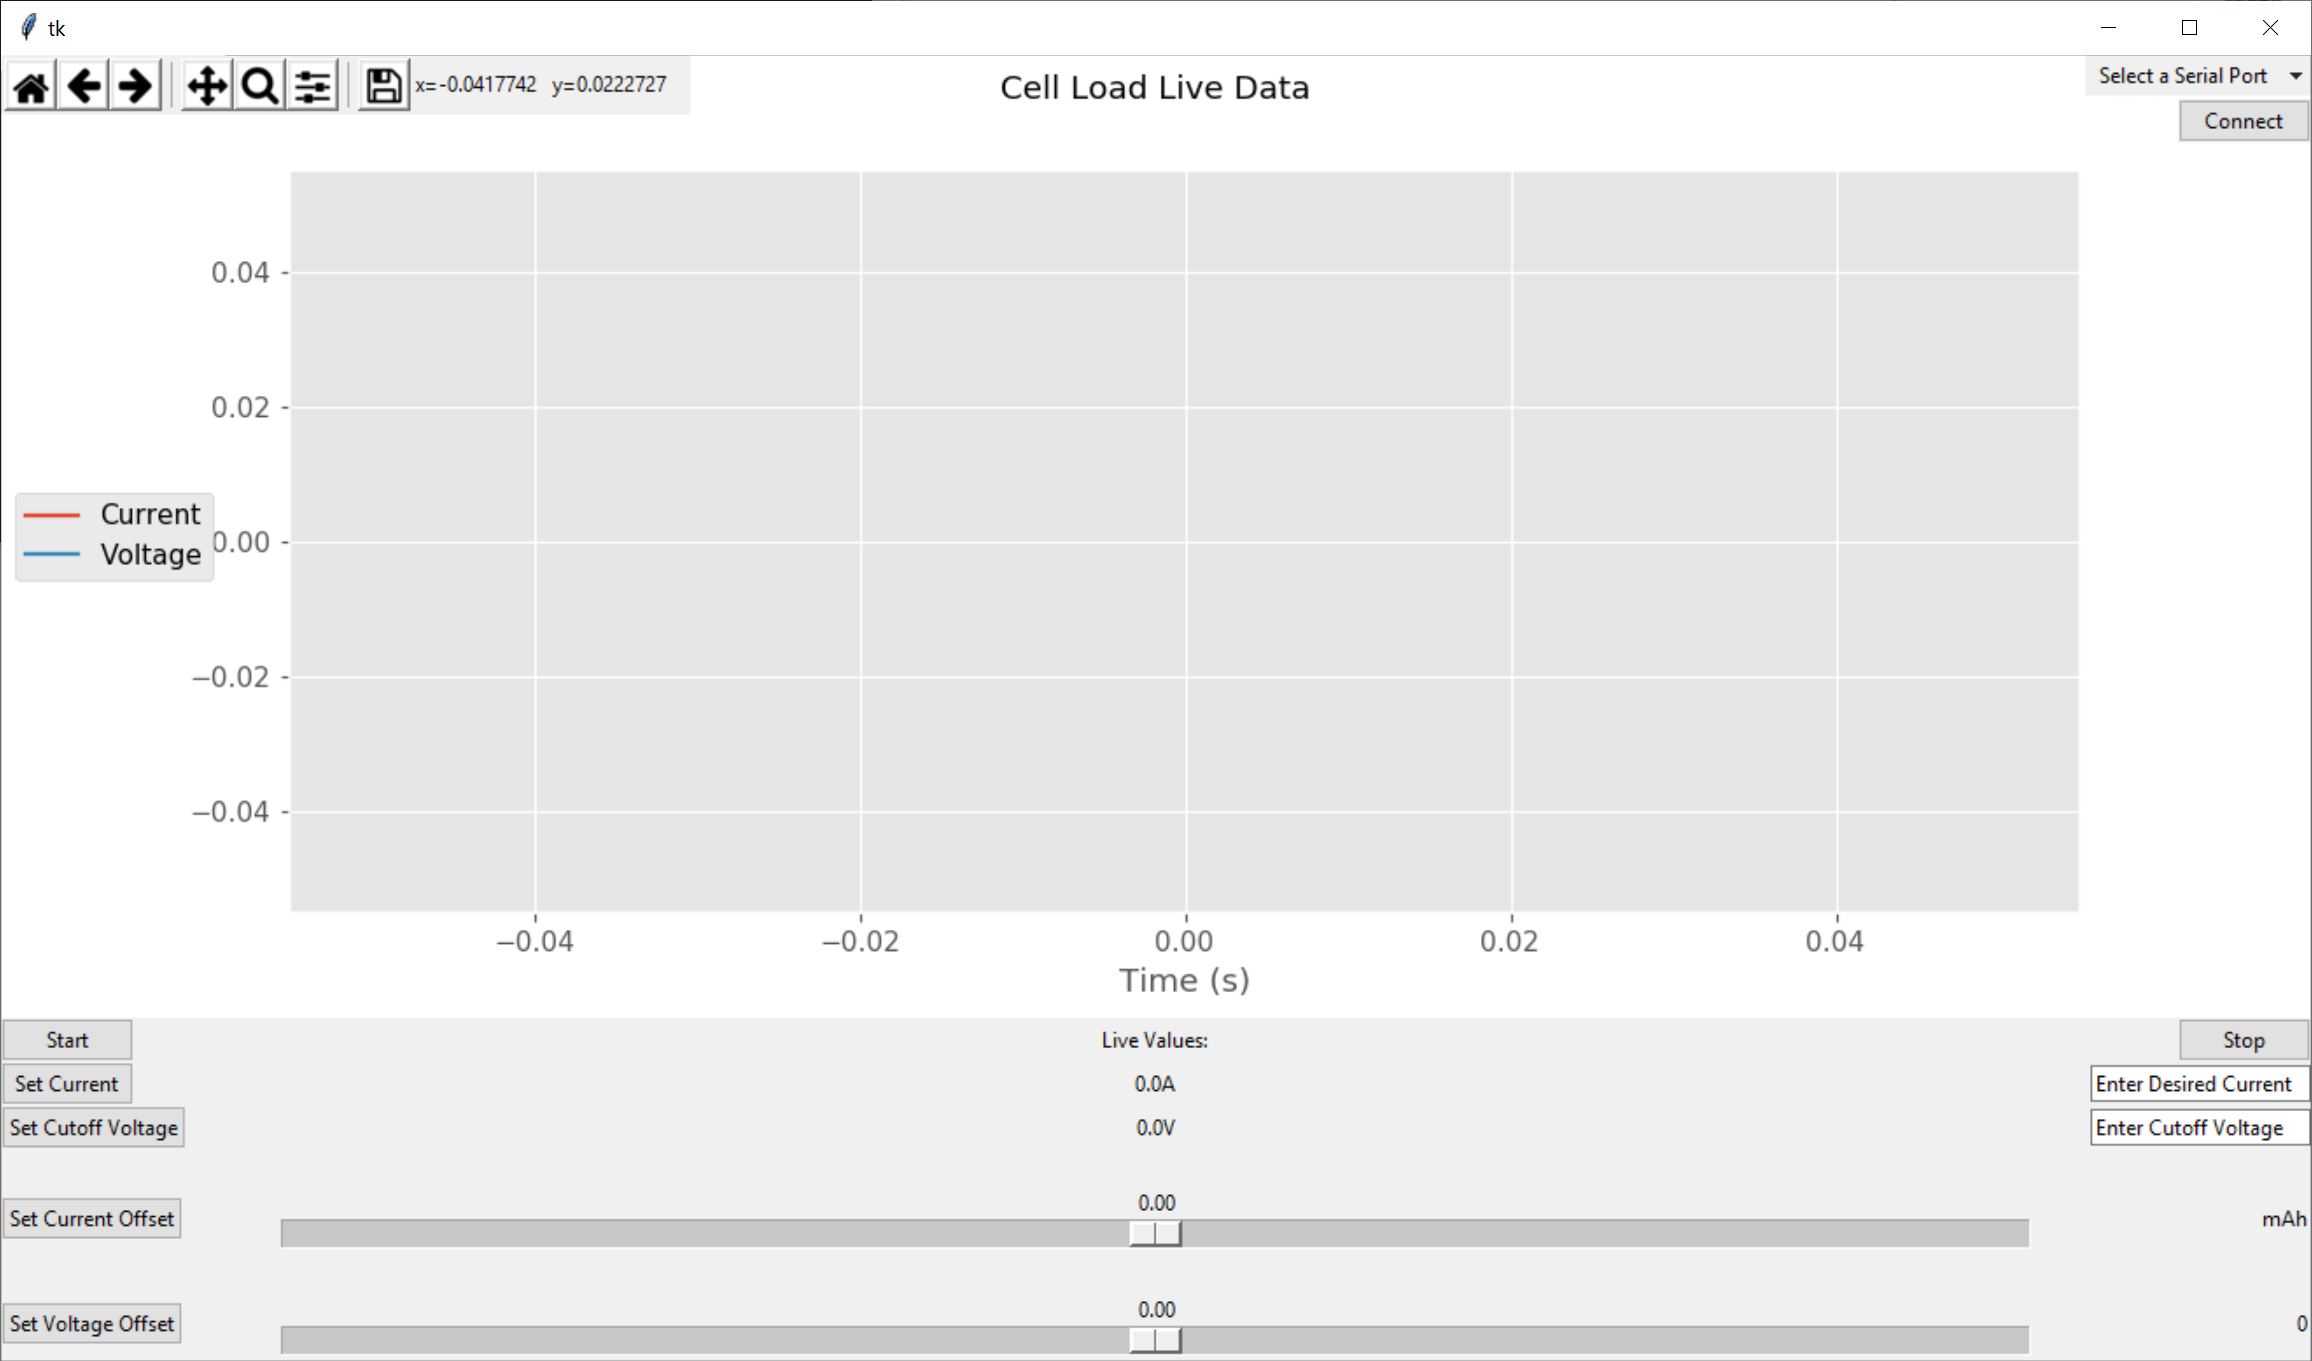 tk
x=-0.0417742 y=0.0222727
Cell Load Live Data
Select a Serial Port
Connect
0.04
0.02
0.00
−0.02
−0.04
Current
Voltage
−0.04 −0.02 0.00 0.02 0.04
Time (s)
Start Live Values: Stop
Set Current 0.0A Enter Desired Current
Set Cutoff Voltage 0.0V Enter Cutoff Voltage
0.00
Set Current Offset mAh
0.00
Set Voltage Offset 0